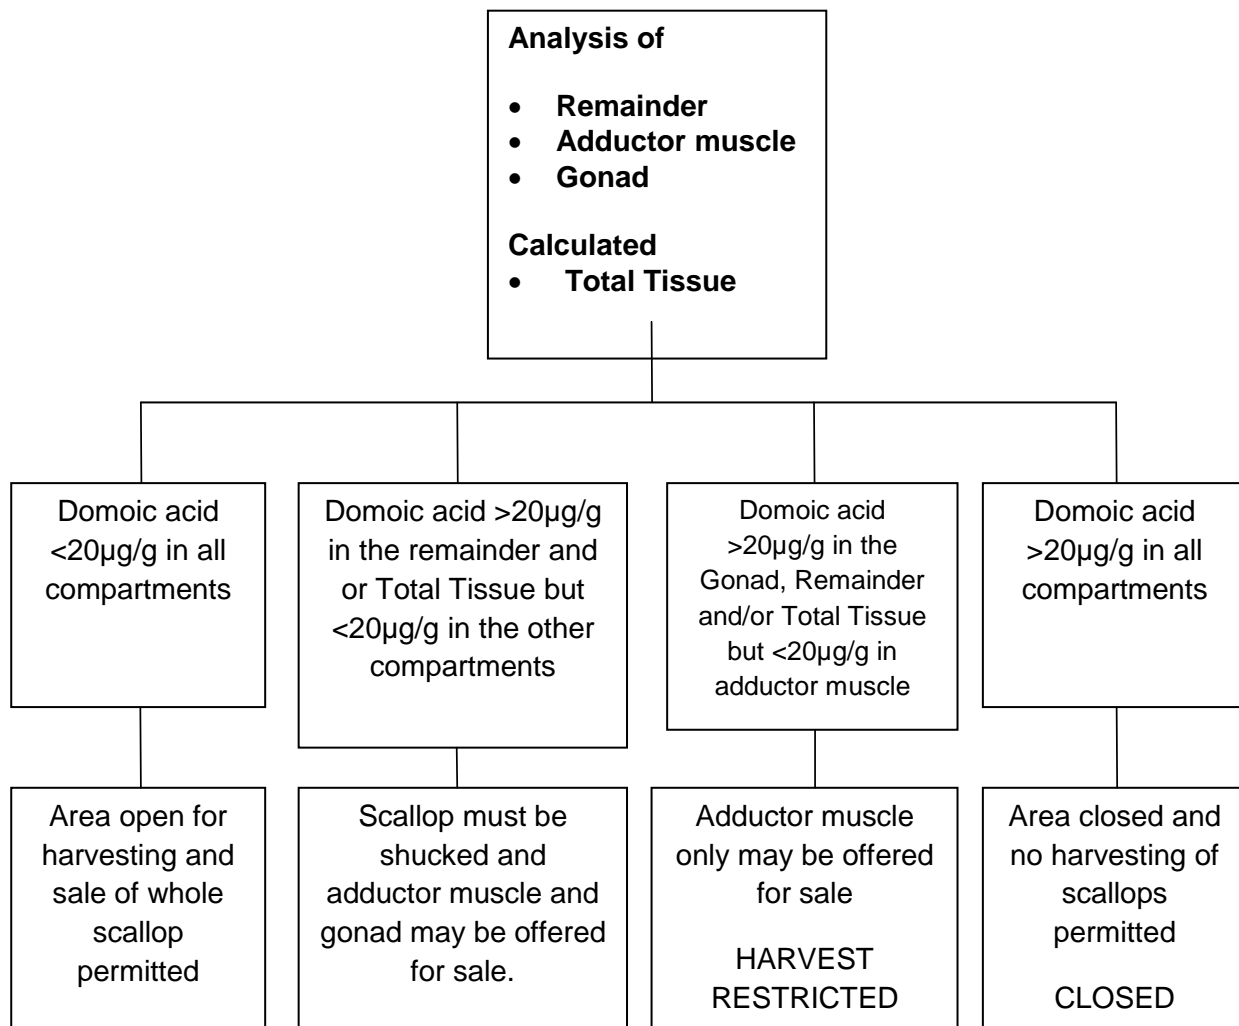 Analysis of
• Remainder
• Adductor muscle
• Gonad
Calculated
• Total Tissue
Domoic acid
<20µg/g in all
compartments
Domoic acid >20µg/g
in the remainder and
or Total Tissue but
<20µg/g in the other
compartments
Domoic acid
>20µg/g in the
Gonad, Remainder
and/or Total Tissue
but <20µg/g in
adductor muscle
Domoic acid
>20µg/g in all
compartments
Area open for
harvesting and
sale of whole
scallop
permitted
Scallop must be
shucked and
adductor muscle and
gonad may be offered
for sale.
Adductor muscle
only may be offered
for sale
HARVEST
RESTRICTED
Area closed and
no harvesting of
scallops
permitted
CLOSED